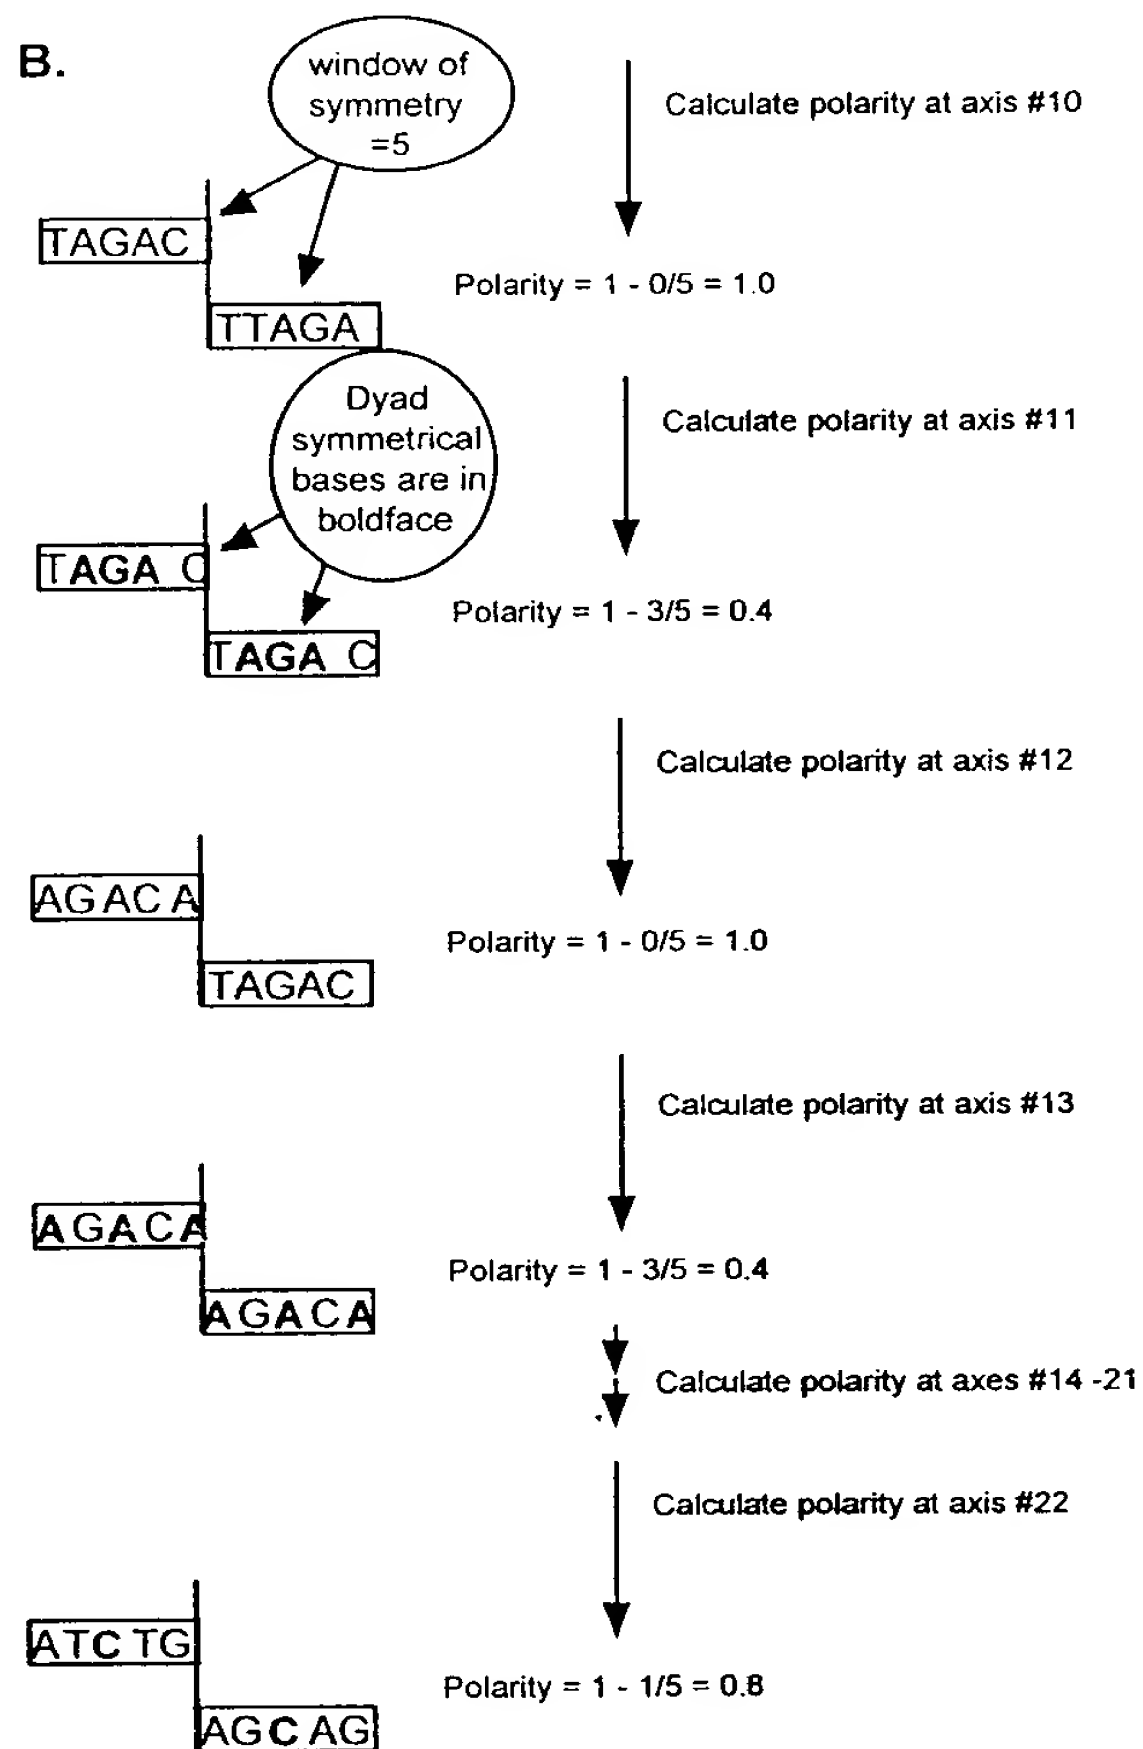 B.
window of
symmetry
=5
Calculate polarity at axis #10
TAGAC
Polarity = 1 - 0/5 = 1.0
TTAGA
Dyad
symmetrical
bases are in
boldface
Calculate polarity at axis #11
TAGA C
Polarity = 1 - 3/5 = 0.4
TAGA C
Calculate polarity at axis #12
AGAC A
Polarity = 1 - 0/5 = 1.0
TAGAC
Calculate polarity at axis #13
AGACA
Polarity = 1 - 3/5 = 0.4
AGACA
Calculate polarity at axes #14 -21
Calculate polarity at axis #22
ATC TG
Polarity = 1 - 1/5 = 0.8
AGC AG